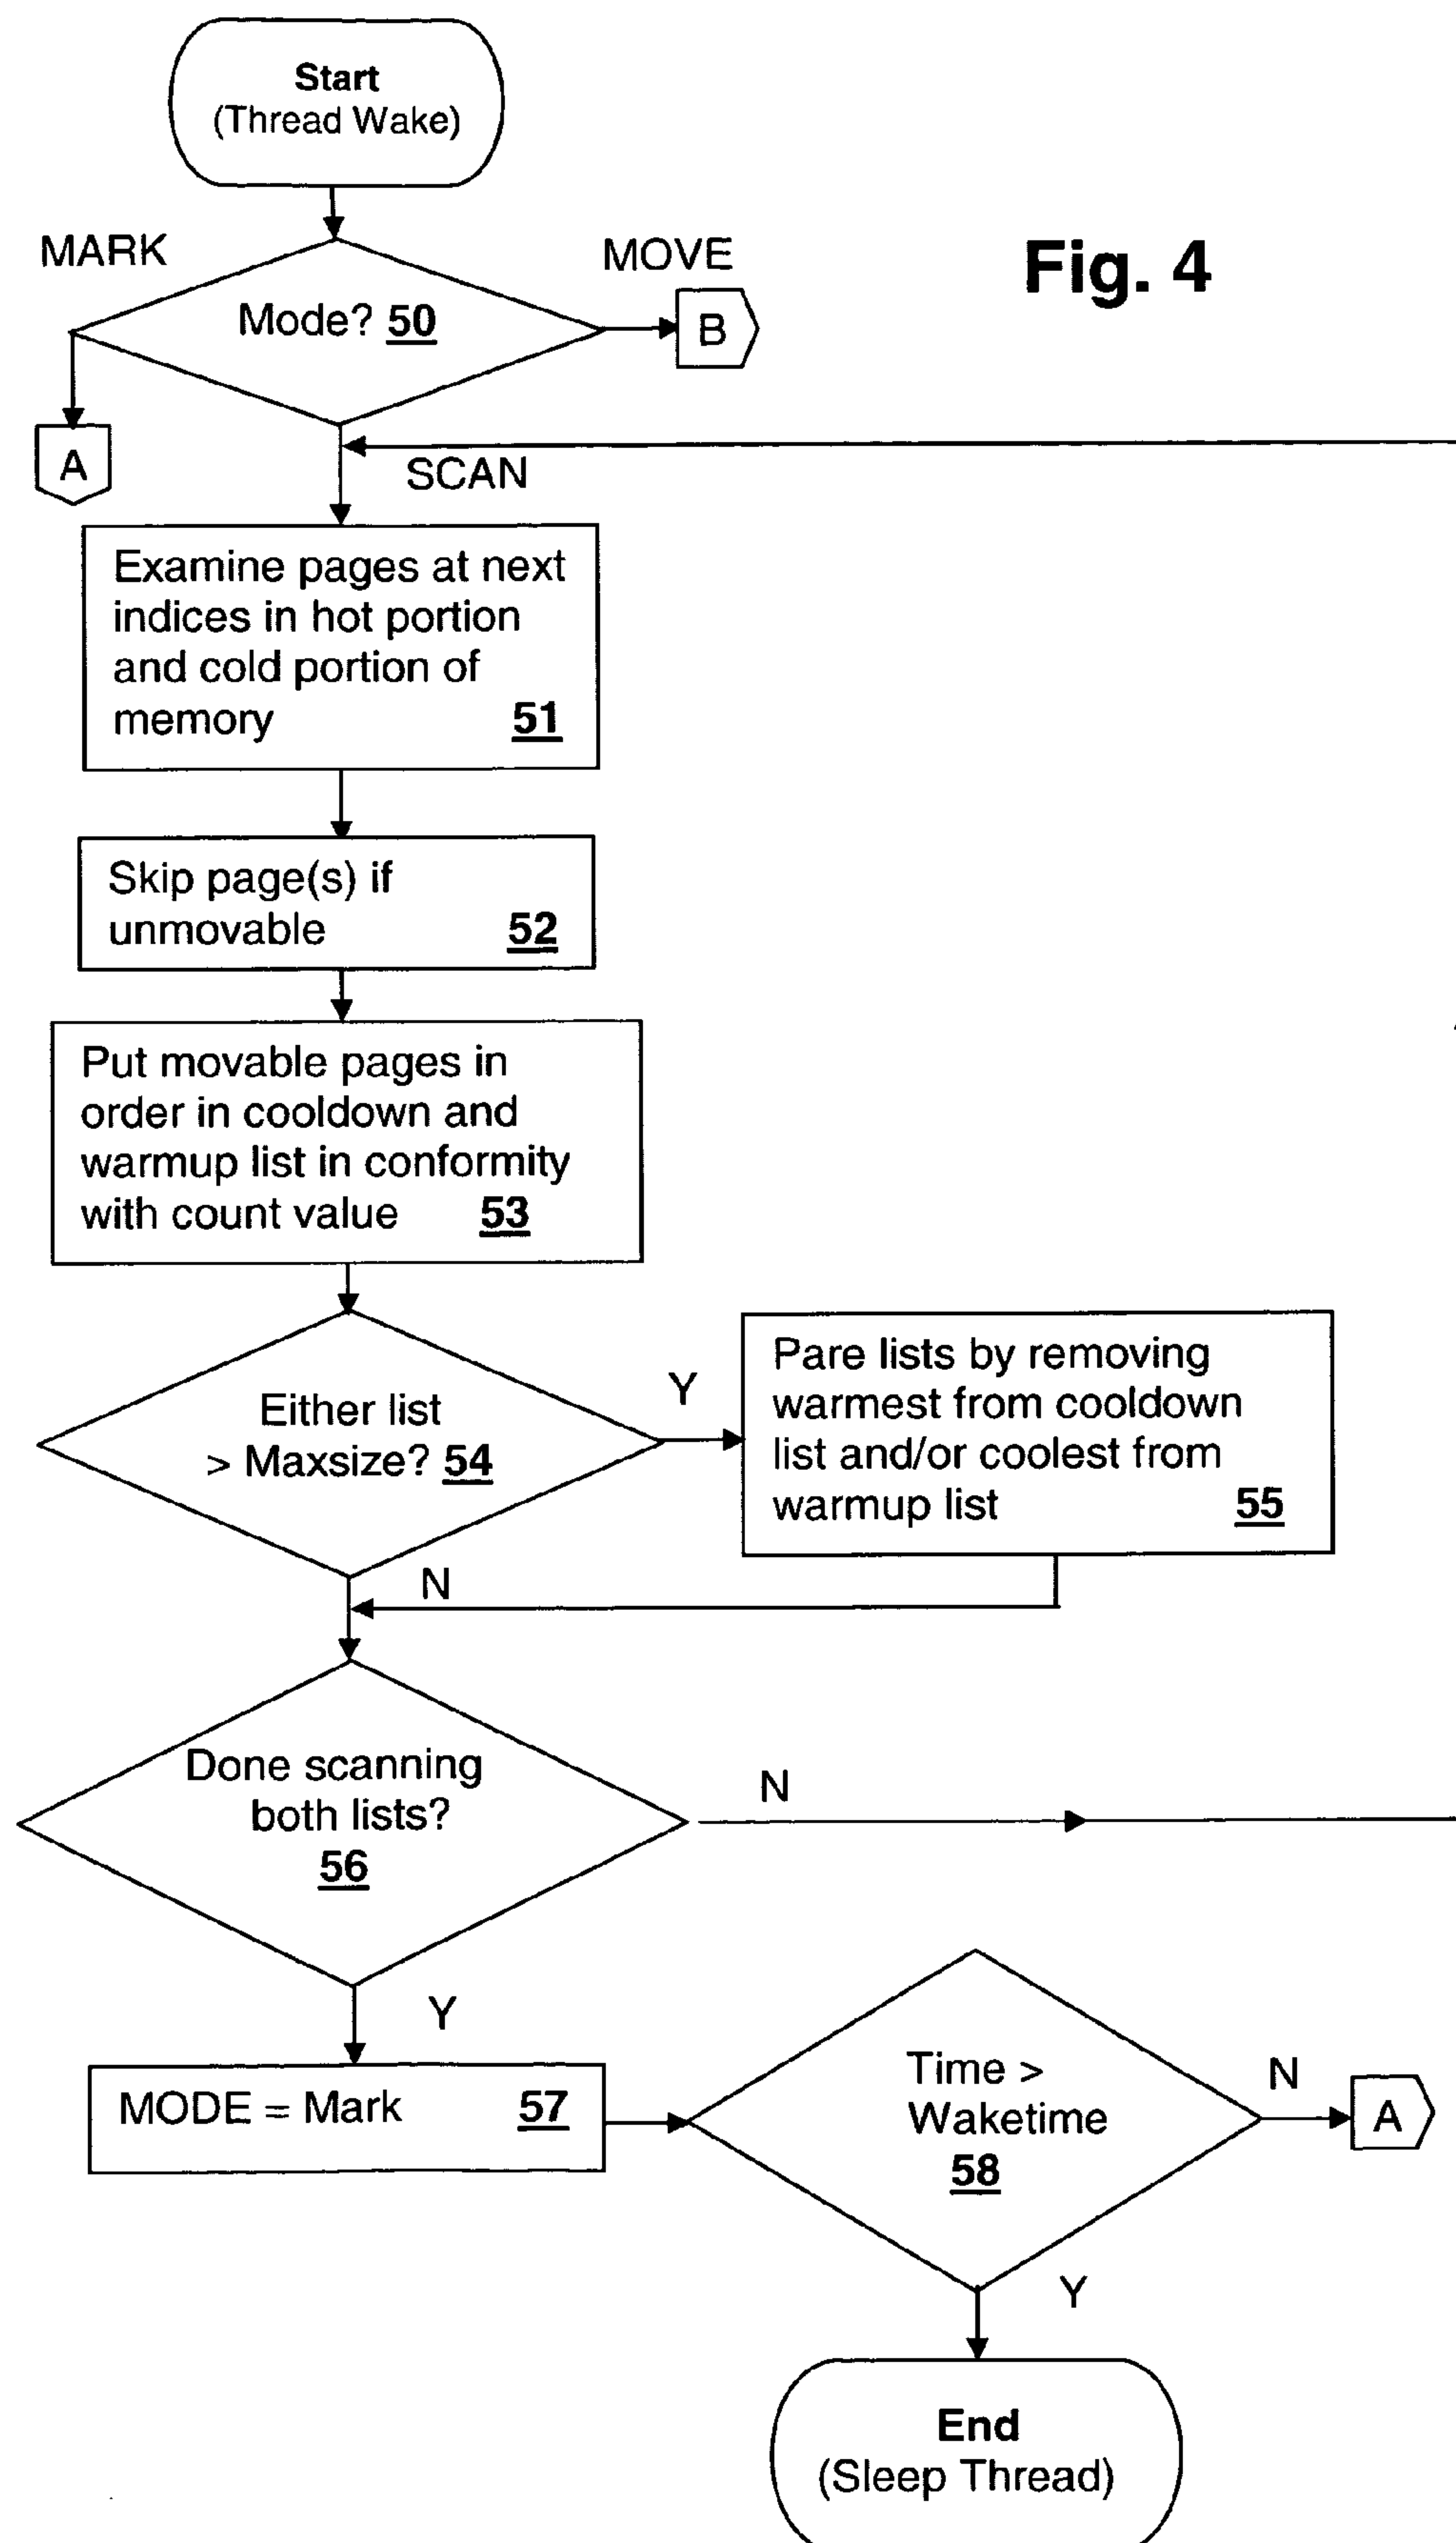 Start
(Thread Wake)
MARK
MOVE
Fig. 4
Mode? 50
B
A
SCAN
Examine pages at next
indices in hot portion
and cold portion of
memory 51
Skip page(s) if
unmovable 52
Put movable pages in
order in cooldown and
warmup list in conformity
with count value 53
Either list
> Maxsize? 54
Y
Pare lists by removing
warmest from cooldown
list and/or coolest from
warmup list 55
N
Done scanning
both lists?
56
N
Y
MODE = Mark 57
Time >
Waketime
58
N
A
Y
End
(Sleep Thread)